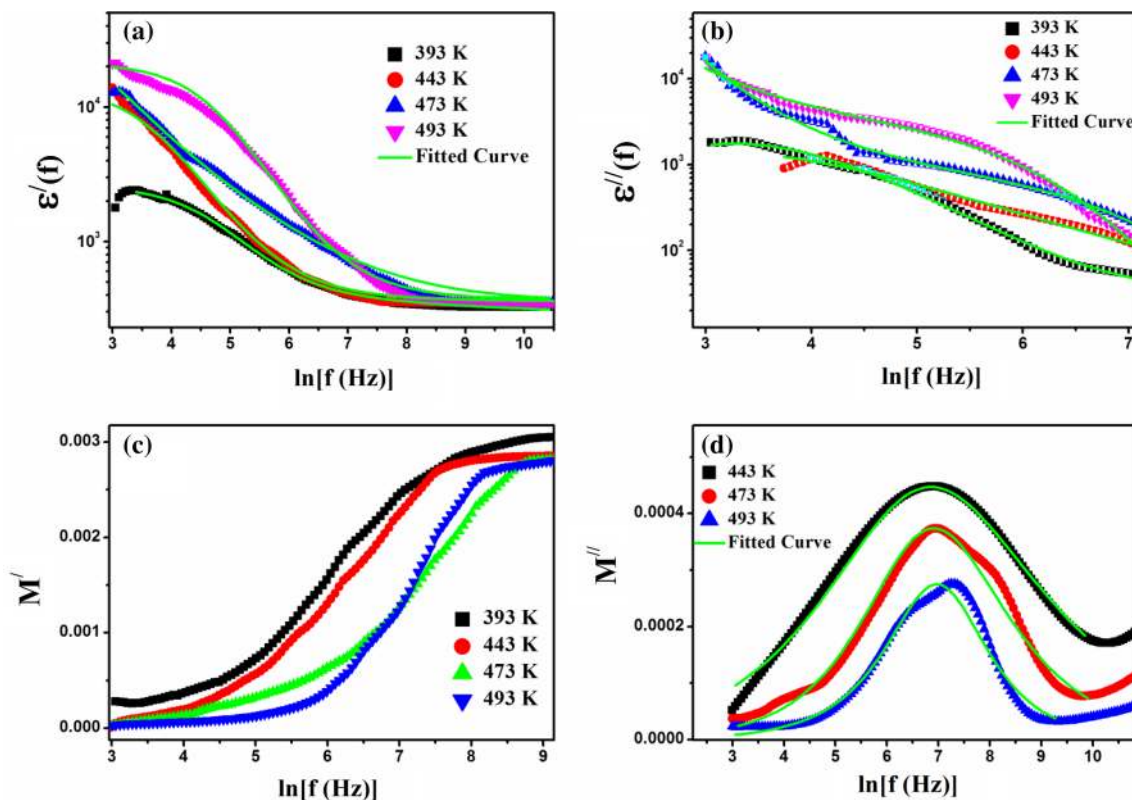 (a)
393 K
443 K
473 K
493 K
Fitted Curve
10⁴
10³
ε/(f)
3 4 5 6 7 8 9 10
ln[f (Hz)]
(b)
393 K
443 K
473 K
493 K
Fitted Curve
10⁴
10³
10²
ε//(f)
3 4 5 6 7
ln[f (Hz)]
(c)
0.003
0.002
0.001
0.000
M/
393 K
443 K
473 K
493 K
3 4 5 6 7 8 9
ln[f (Hz)]
(d)
443 K
473 K
493 K
Fitted Curve
0.0004
0.0002
0.0000
M//
3 4 5 6 7 8 9 10
ln[f (Hz)]